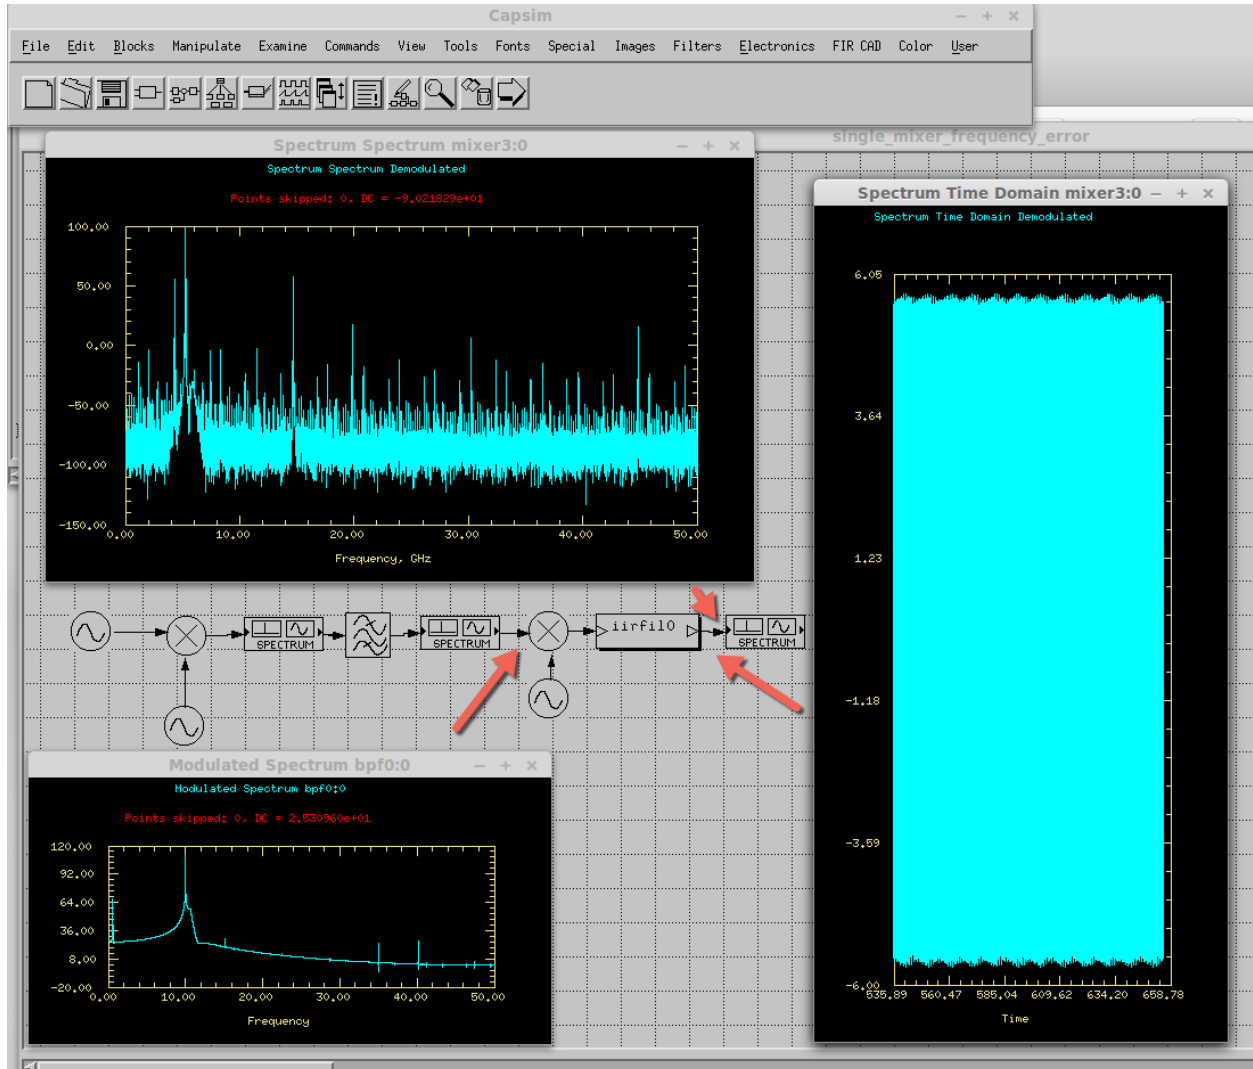 Capsim
File Edit Blocks Manipulate Examine Commands View Tools Fonts Special Images Filters Electronics FIR CAD Color User
single_mixer_frequency_error
Spectrum Spectrum mixer3:0
Spectrum Spectrum Demodulated
Points skipped: 0, DC = -9.021829e+01
100.00
50.00
0.00
-50.00
-100.00
-150.00
0.00 10.00 20.00 30.00 40.00 50.00
Frequency, GHz
Spectrum Time Domain mixer3:0
Spectrum Time Domain Demodulated
6.05
3.64
1.23
-1.18
-3.59
-6.00
535.89 560.47 585.04 609.62 634.20 658.78
Time
SPECTRUM
SPECTRUM
iirfil0
SPECTRUM
Modulated Spectrum bpf0:0
Modulated Spectrum bpf0:0
Points skipped: 0, DC = 2.530960e+01
120.00
92.00
64.00
36.00
8.00
-20.00
0.00 10.00 20.00 30.00 40.00 50.00
Frequency